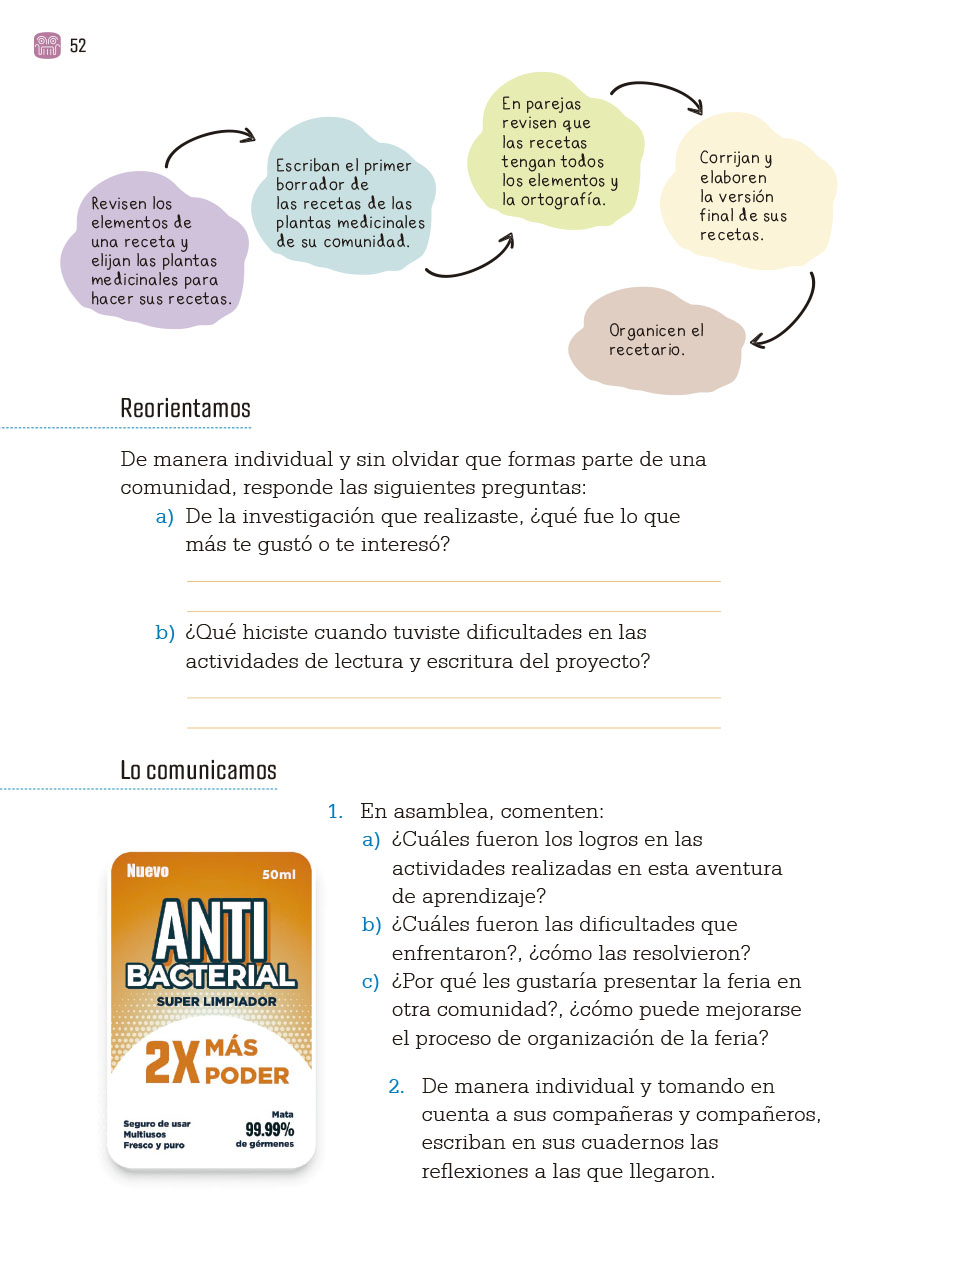 52
Revisen los
elementos de
una receta y
elijan las plantas
medicinales para
hacer sus recetas.
Escriban el primer
borrador de
las recetas de las
plantas medicinales
de su comunidad.
En parejas
revisen que
las recetas
tengan todos
los elementos y
la ortografía.
Corrijan y
elaboren
la versión
final de sus
recetas.
Organicen el
recetario.
Reorientamos
De manera individual y sin olvidar que formas parte de una
comunidad, responde las siguientes preguntas:
a) De la investigación que realizaste, ¿qué fue lo que
más te gustó o te interesó?
b) ¿Qué hiciste cuando tuviste dificultades en las
actividades de lectura y escritura del proyecto?
Lo comunicamos
1. En asamblea, comenten:
a) ¿Cuáles fueron los logros en las
actividades realizadas en esta aventura
de aprendizaje?
b) ¿Cuáles fueron las dificultades que
enfrentaron?, ¿cómo las resolvieron?
c) ¿Por qué les gustaría presentar la feria en
otra comunidad?, ¿cómo puede mejorarse
el proceso de organización de la feria?
2. De manera individual y tomando en
cuenta a sus compañeras y compañeros,
escriban en sus cuadernos las
reflexiones a las que llegaron.
Nuevo
50ml
ANTI
BACTERIAL
SUPER LIMPIADOR
2X MÁS
PODER
Seguro de usar
Multiusos
Fresco y puro
Mata
99.99%
de gérmenes